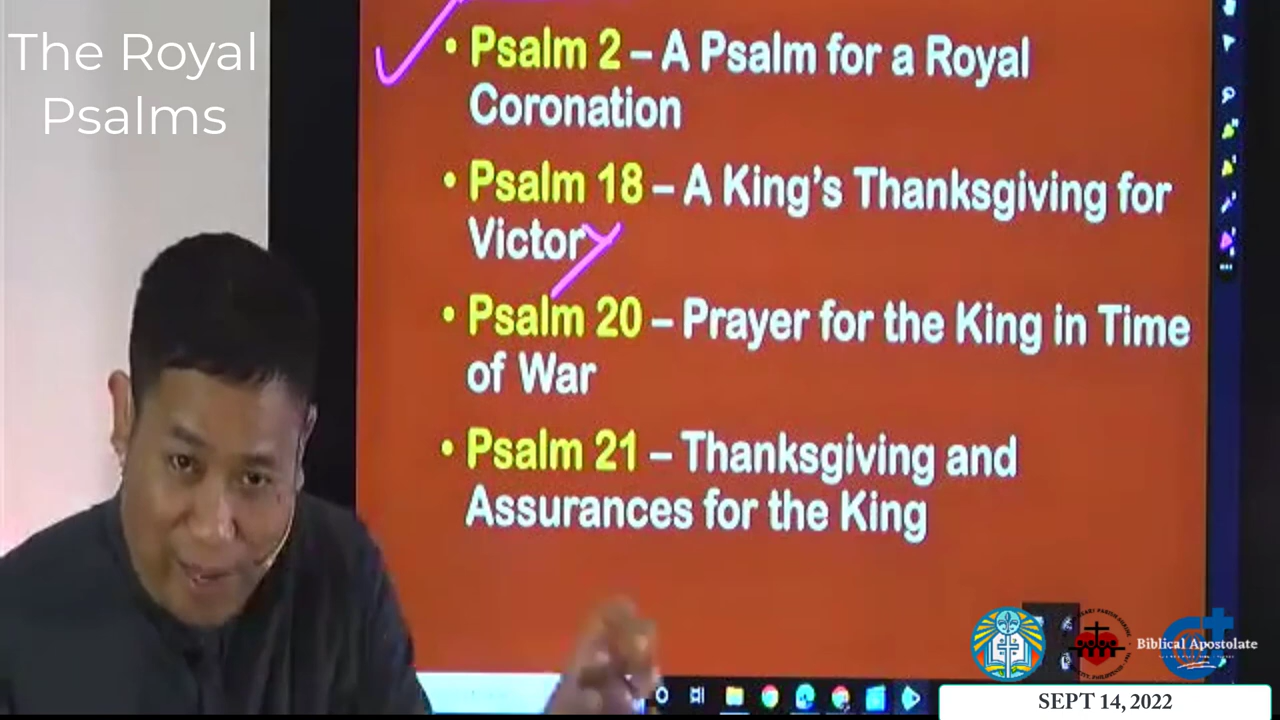 The Royal
Psalms
• Psalm 2 – A Psalm for a Royal
Coronation
• Psalm 18 – A King's Thanksgiving for
Victory
• Psalm 20 – Prayer for the King in Time
of War
• Psalm 21 – Thanksgiving and
Assurances for the King
Biblical Apostolate
SEPT 14, 2022